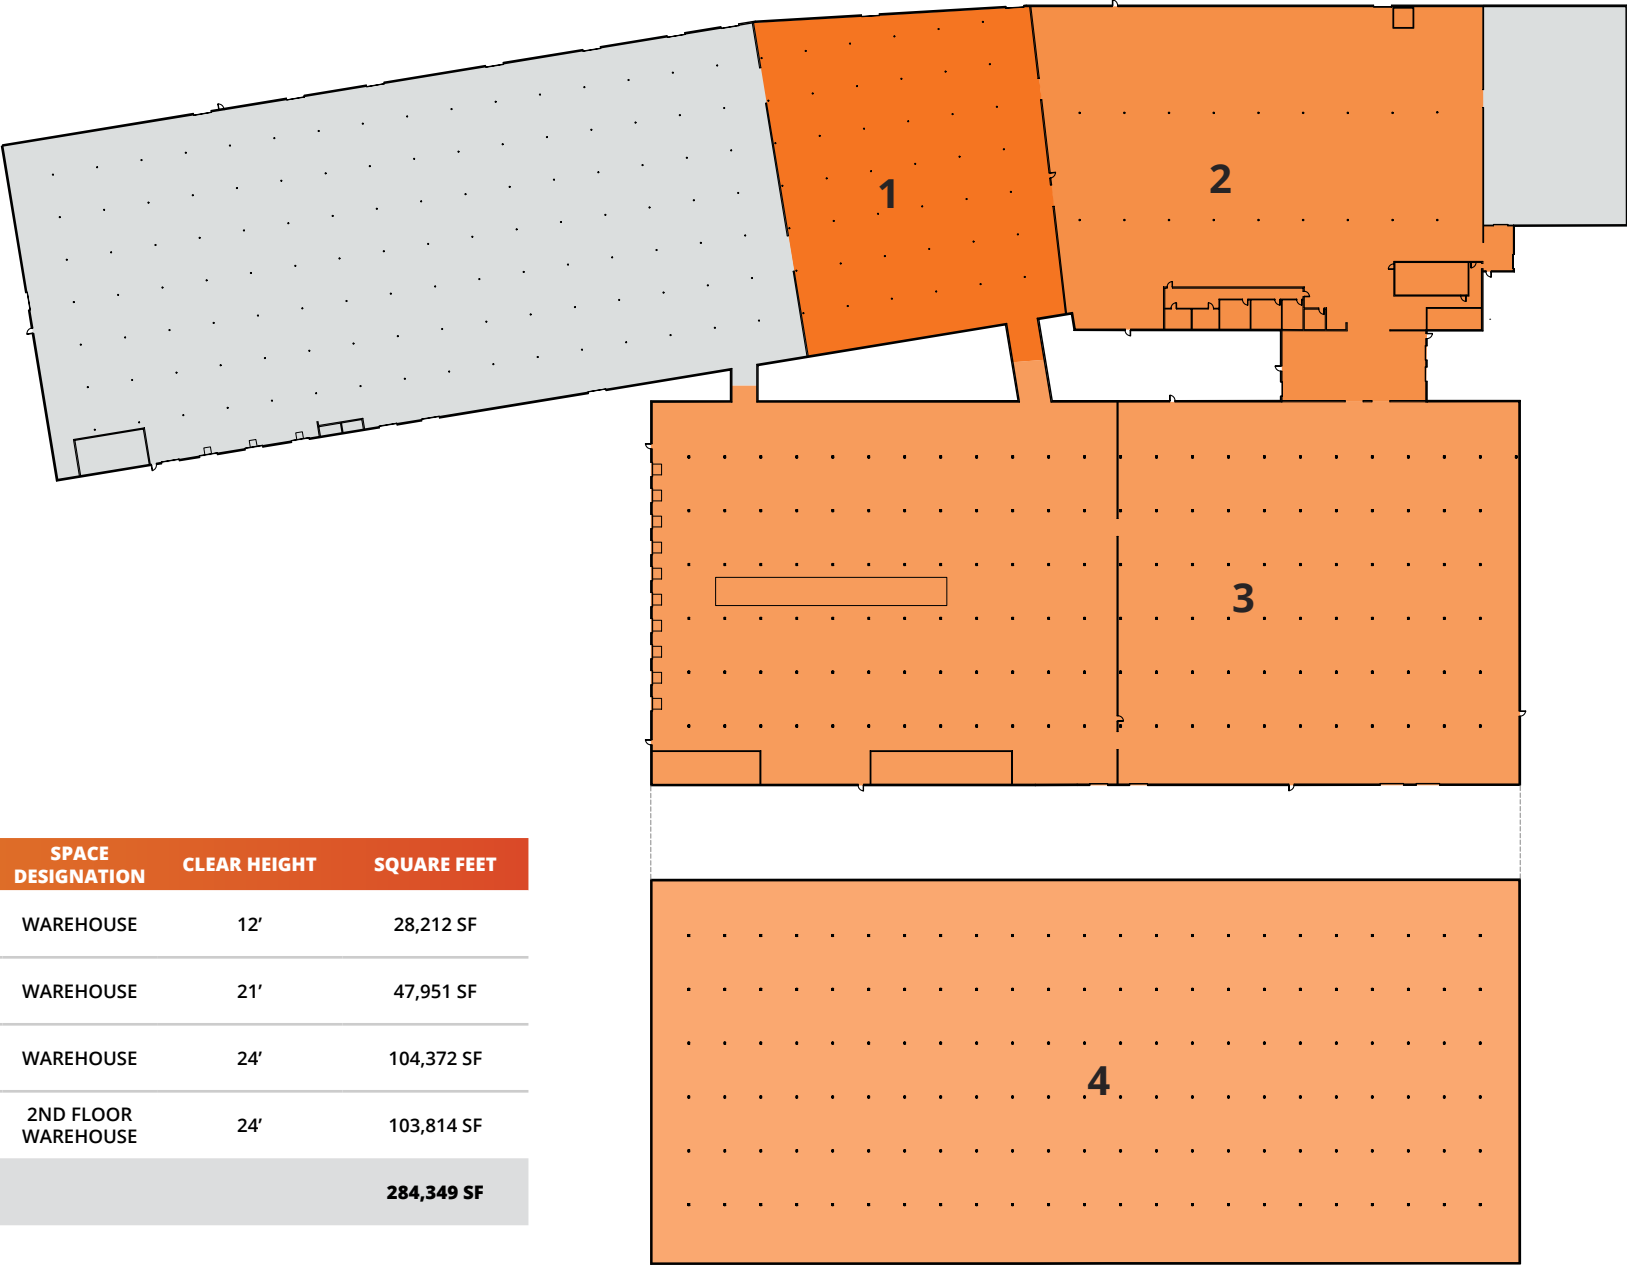 1
2
3
4
SPACE DESIGNATION CLEAR HEIGHT SQUARE FEET
WAREHOUSE 12’ 28,212 SF
WAREHOUSE 21’ 47,951 SF
WAREHOUSE 24’ 104,372 SF
2ND FLOOR WAREHOUSE 24’ 103,814 SF
284,349 SF